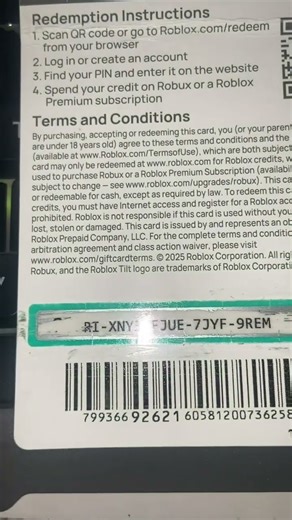 Redemption Instructions
1. Scan QR code or go to Roblox.com/redeem
from your browser
2. Log in or create an account
3. Find your PIN and enter it on the website
4. Spend your credit on Robux or a Roblox
Premium subscription
Terms and Conditions
By purchasing, accepting or redeeming this card, you (or your parent
are under 18 years old) agree to these terms and conditions and the
(available at www.Roblox.com/TermsofUse), which are both subject
card may only be redeemed at www.roblox.com for Roblox credits, w
used to purchase Robux or a Roblox Premium Subscription (availabil
subject to change – see www.roblox.com/upgrades/robux). This ca
or redeemable for cash, except as required by law. To redeem this c
credits, you must have Internet access and register for a Roblox acc
prohibited. Roblox is not responsible if this card is used without you
lost, stolen or damaged. This card is issued by and represents an ob
Roblox Prepaid Company, LLC. For the complete terms and conditio
arbitration agreement and class action waiver, please visit
www.roblox.com/giftcardterms. © 2025 Roblox Corporation. All rig
Robux, and the Roblox Tilt logo are trademarks of Roblox Corporati
JUE-7JYF-9REM
799366 92621 60581200736258